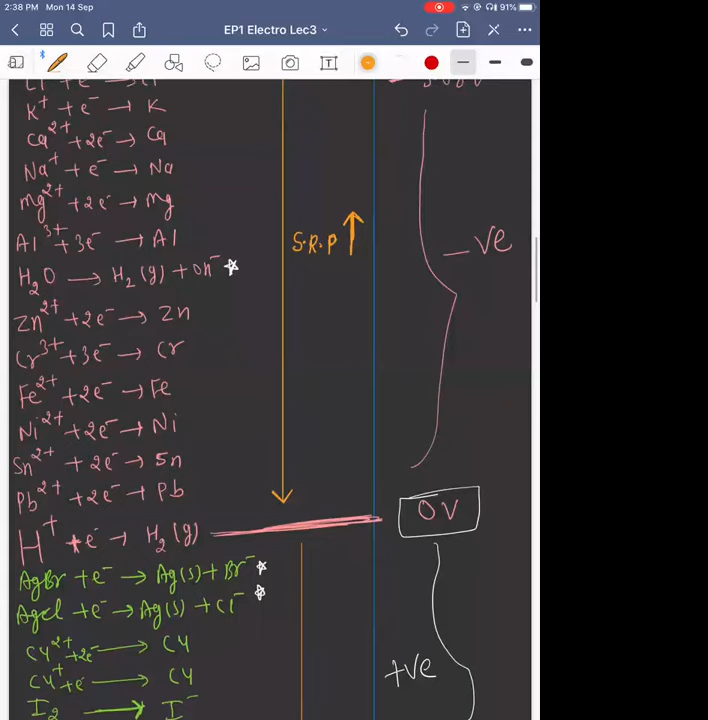 2:38 PM Mon 14 Sep
91%
EP1 Electro Lec3
K⁺ + e⁻ → K
Ca²⁺ + 2e⁻ → Ca
Na⁺ + e⁻ → Na
Mg²⁺ + 2e⁻ → Mg
Al³⁺ + 3e⁻ → Al
S.R.P ↑
-ve
H₂O → H₂(g) + OH⁻ ☆
Zn²⁺ + 2e⁻ → Zn
Cr³⁺ + 3e⁻ → Cr
Fe²⁺ + 2e⁻ → Fe
Ni²⁺ + 2e⁻ → Ni
Sn²⁺ + 2e⁻ → Sn
Pb²⁺ + 2e⁻ → Pb
H⁺ + e⁻ → H₂(g)
0 V
AgBr + e⁻ → Ag(s) + Br⁻ ☆
AgCl + e⁻ → Ag(s) + Cl⁻ ☆
Cu²⁺ + 2e⁻ → Cu
Cu⁺ + e⁻ → Cu
+ve
I₂ → I⁻